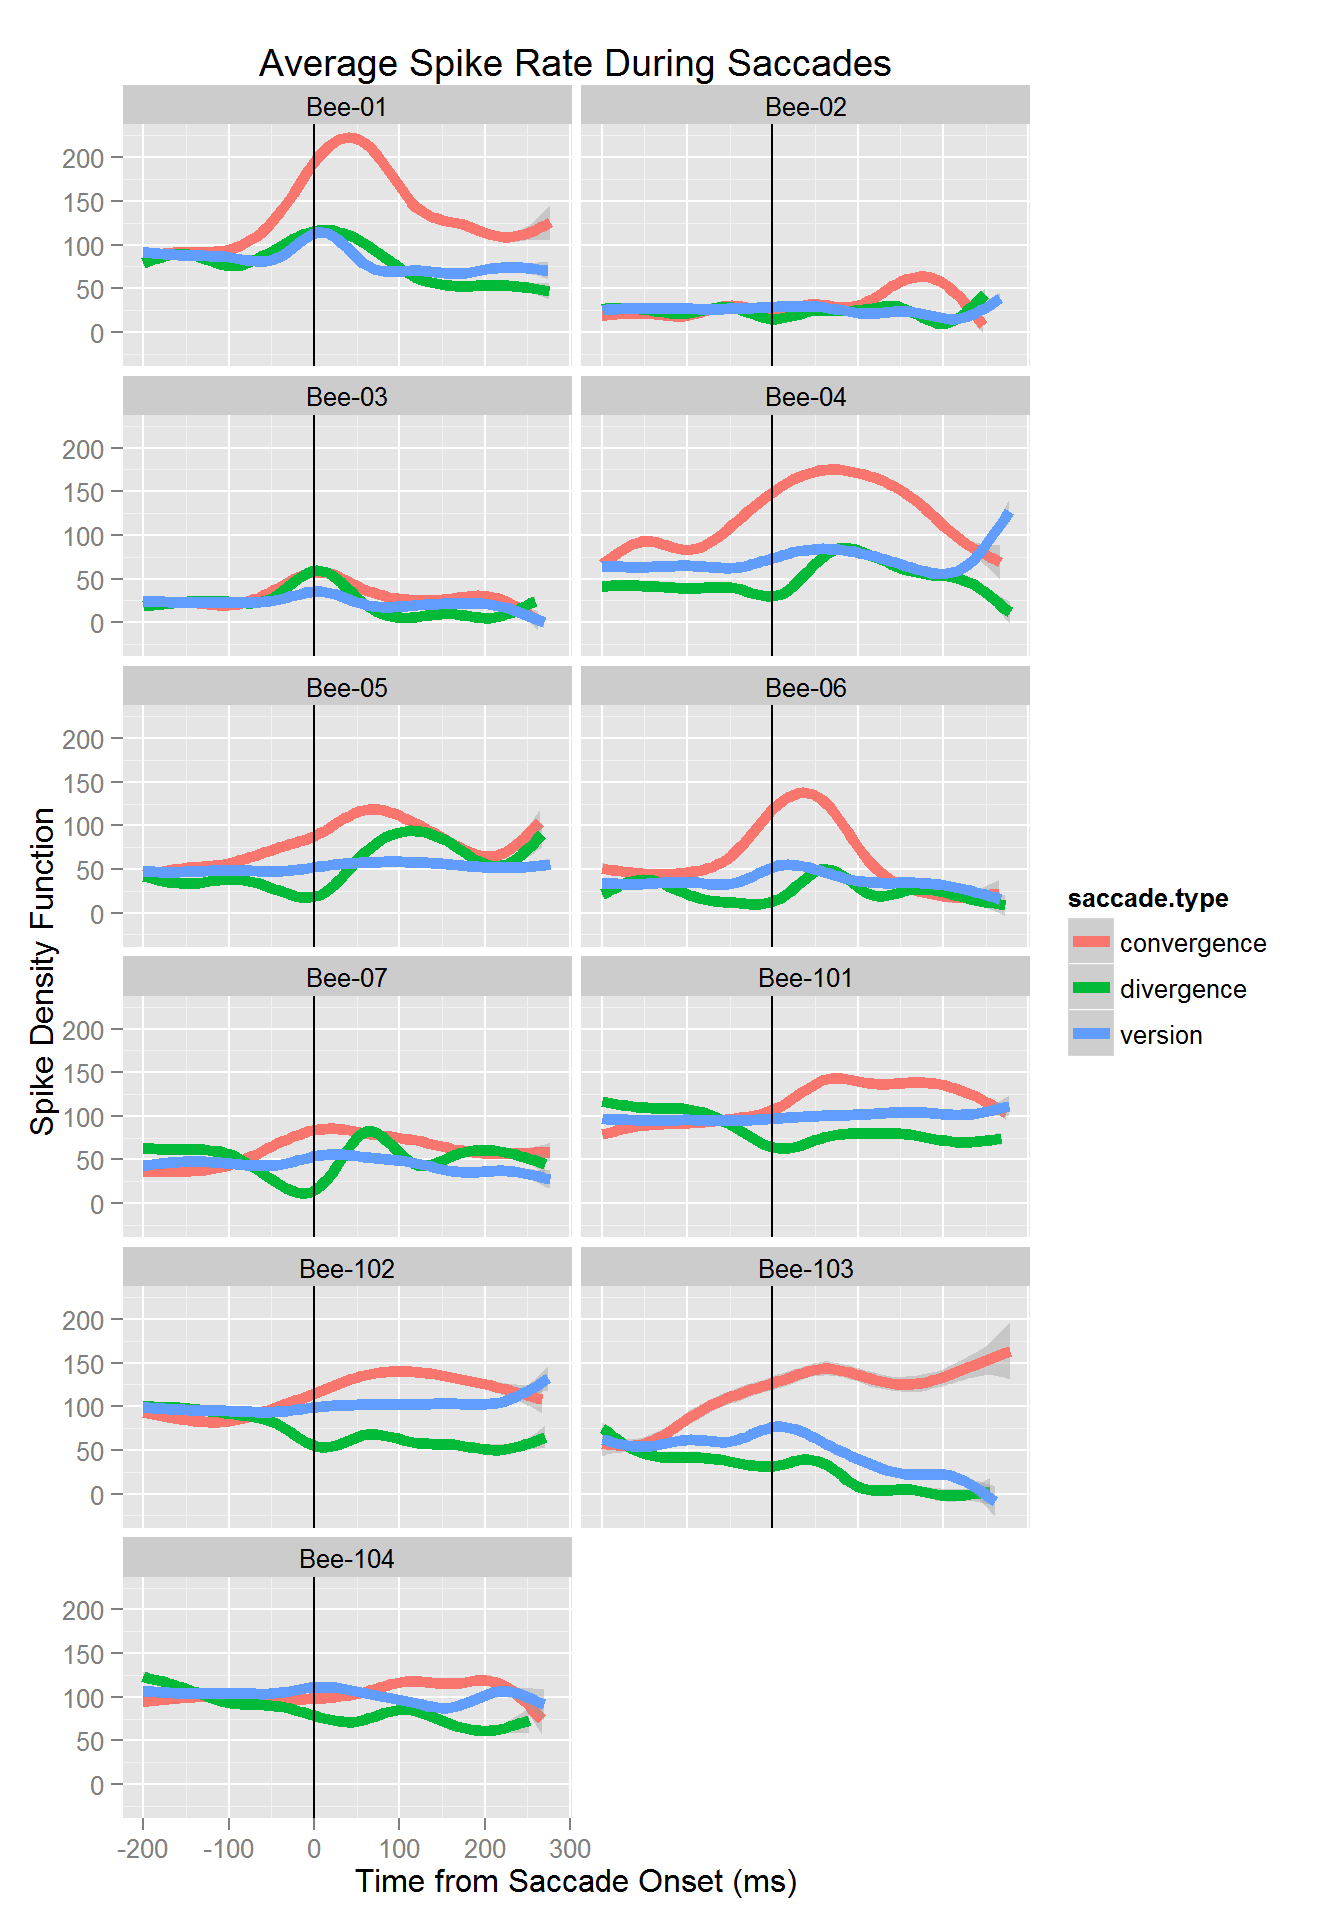 Average Spike Rate During Saccades
Bee-01
Bee-02
200
150
100
50
0
Bee-03
Bee-04
200
150
100
50
0
Bee-05
Bee-06
200
150
100
50
0
Bee-07
Bee-101
200
150
100
50
0
Bee-102
Bee-103
200
150
100
50
0
Bee-104
200
150
100
50
0
-200 -100 0 100 200 300
Time from Saccade Onset (ms)
Spike Density Function
saccade.type
convergence
divergence
version